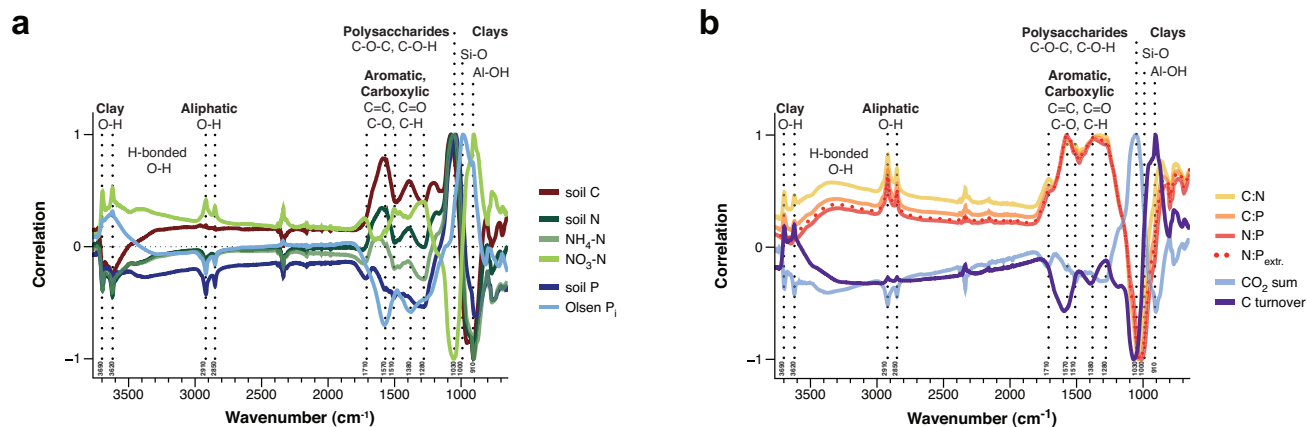 a
Polysaccharides
C-O-C, C-O-H
Clays
Si-O
Al-OH
Aromatic,
Carboxylic
C=C, C=O
C-O, C-H
Clay
O-H
Aliphatic
O-H
H-bonded
O-H
1
0
−1
Correlation
3690
3620
2910
2850
1710
1570
1510
1380
1280
1030
1000
910
3500
3000
2500
2000
1500
1000
Wavenumber (cm-1)
soil C
soil N
NH4-N
NO3-N
soil P
Olsen Pi
b
Polysaccharides
C-O-C, C-O-H
Clays
Si-O
Al-OH
Aromatic,
Carboxylic
C=C, C=O
C-O, C-H
Clay
O-H
Aliphatic
O-H
H-bonded
O-H
1
0
−1
Correlation
3690
3620
2910
2850
1710
1570
1510
1380
1280
1030
1000
910
3500
3000
2500
2000
1500
1000
Wavenumber (cm-1)
C:N
C:P
N:P
N:Pextr.
CO2 sum
C turnover